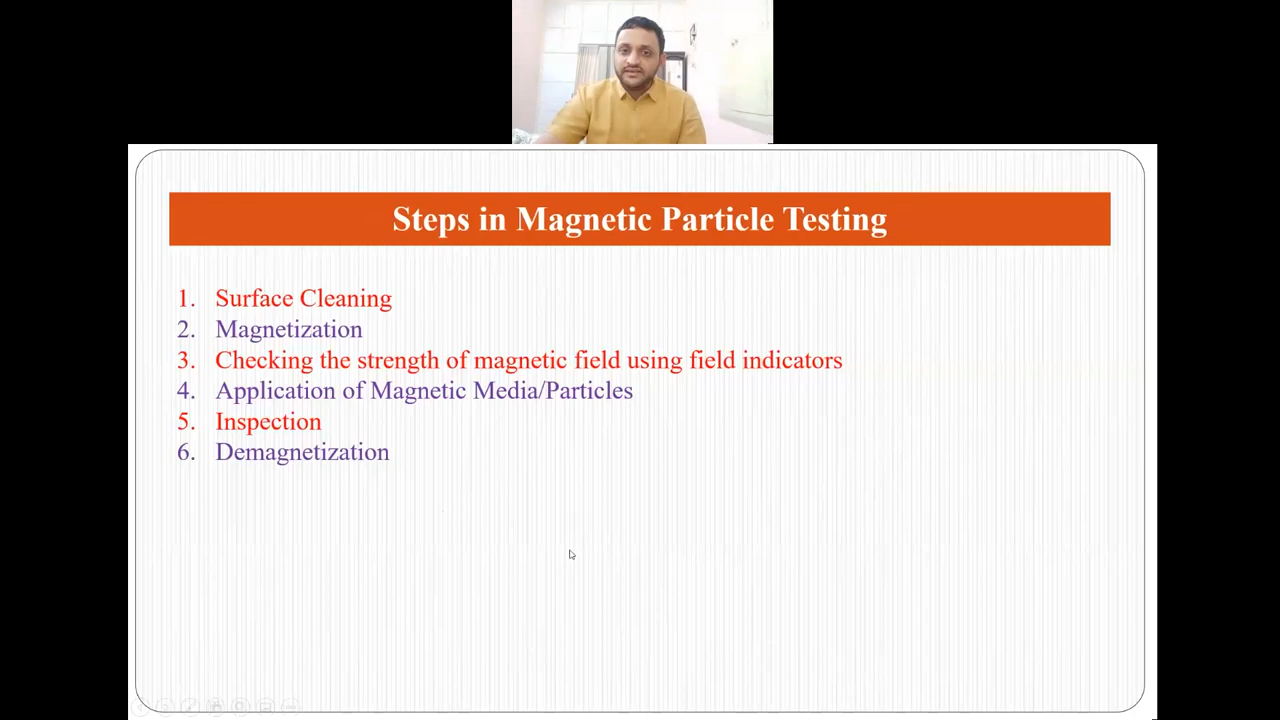 Steps in Magnetic Particle Testing
1. Surface Cleaning
2. Magnetization
3. Checking the strength of magnetic field using field indicators
4. Application of Magnetic Media/Particles
5. Inspection
6. Demagnetization